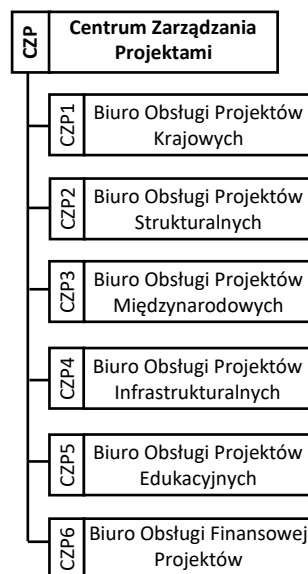 CZP
Centrum Zarządzania
Projektami
CZP1
Biuro Obsługi Projektów
Krajowych
CZP2
Biuro Obsługi Projektów
Strukturalnych
CZP3
Biuro Obsługi Projektów
Międzynarodowych
CZP4
Biuro Obsługi Projektów
Infrastrukturalnych
CZP5
Biuro Obsługi Projektów
Edukacyjnych
CZP6
Biuro Obsługi Finansowej
Projektów